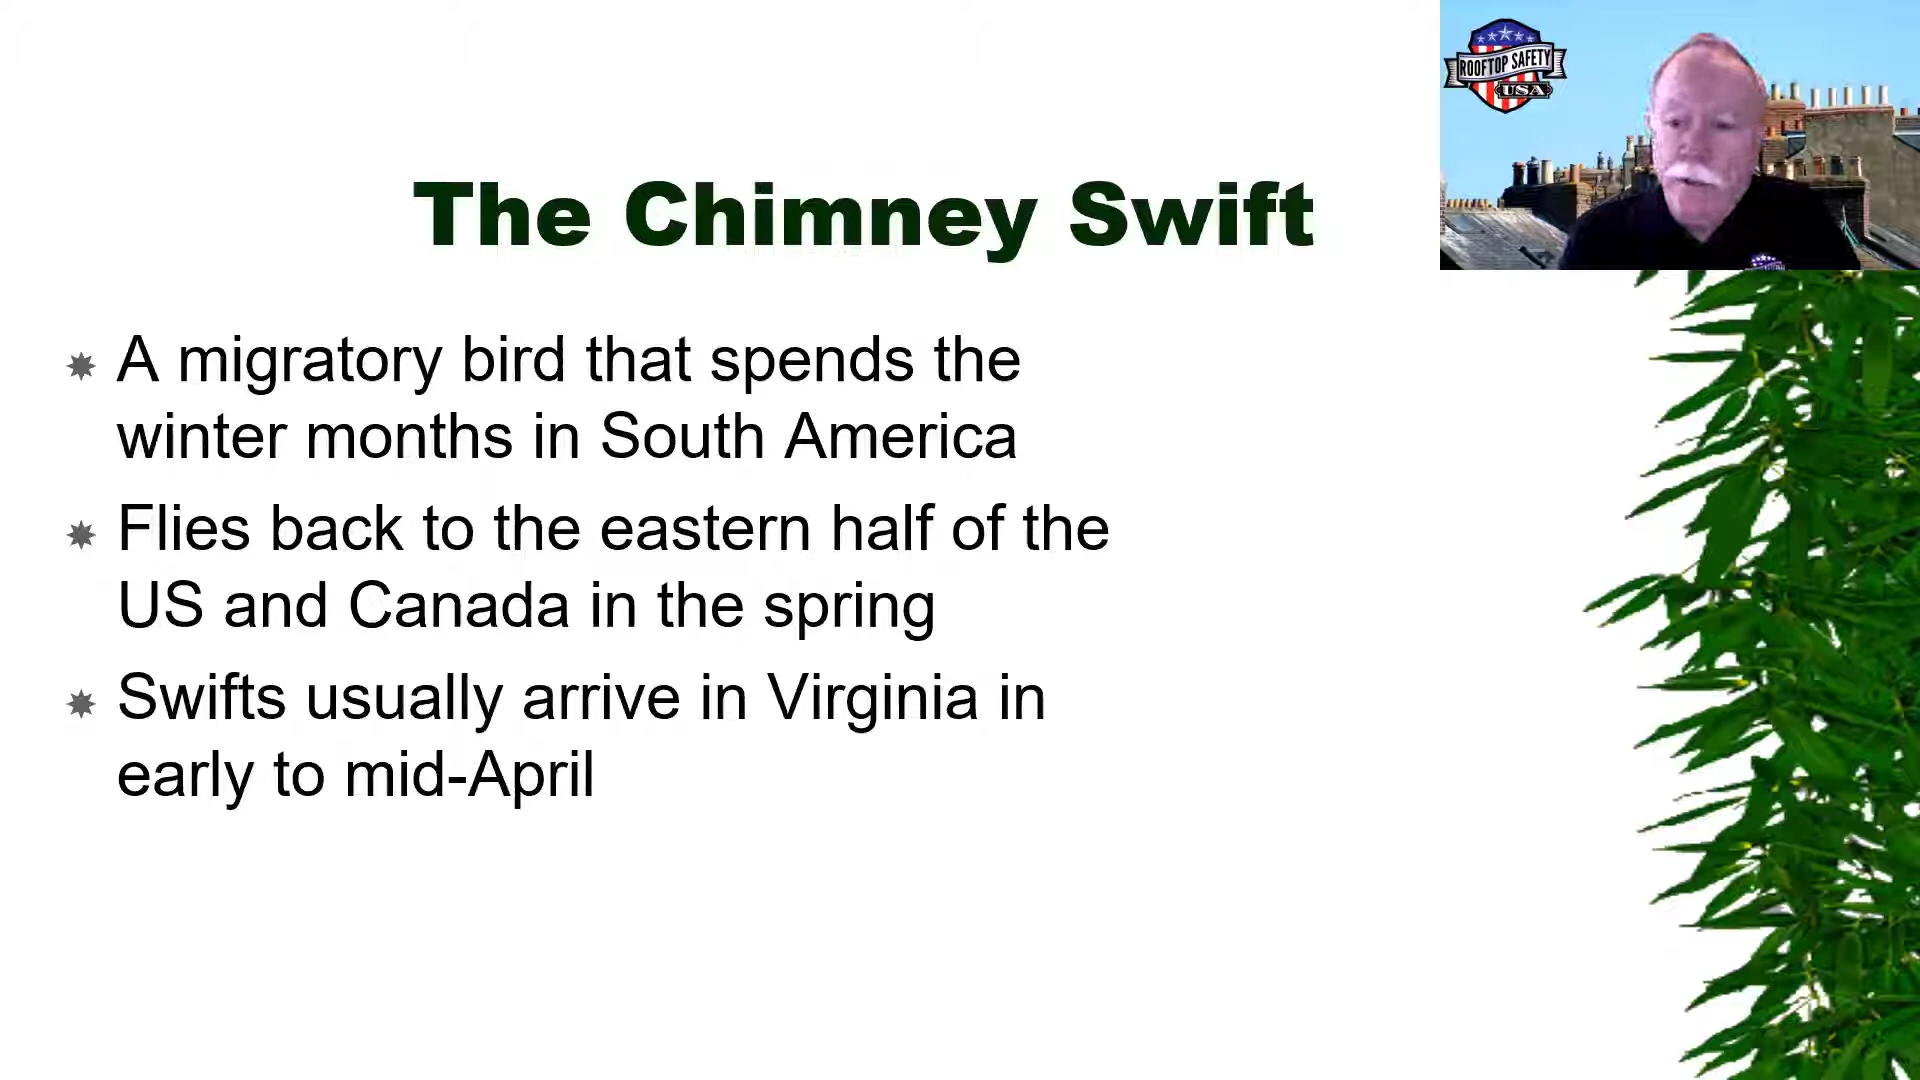 ROOFTOP SAFETY
USA
The Chimney Swift
A migratory bird that spends the
winter months in South America
Flies back to the eastern half of the
US and Canada in the spring
Swifts usually arrive in Virginia in
early to mid-April